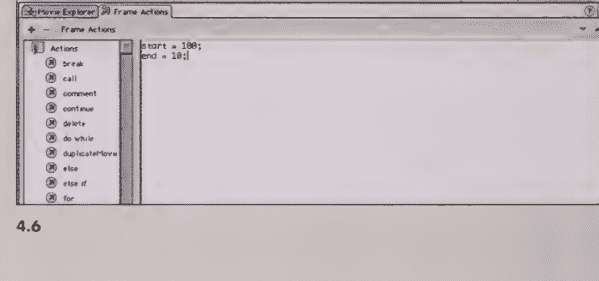 Movie Explorer Frame Actions
+ - Frame Actions
Actions
break
call
comment
continue
delete
do while
duplicateMovie
else
else if
for
start = 100;
end = 10;
4.6